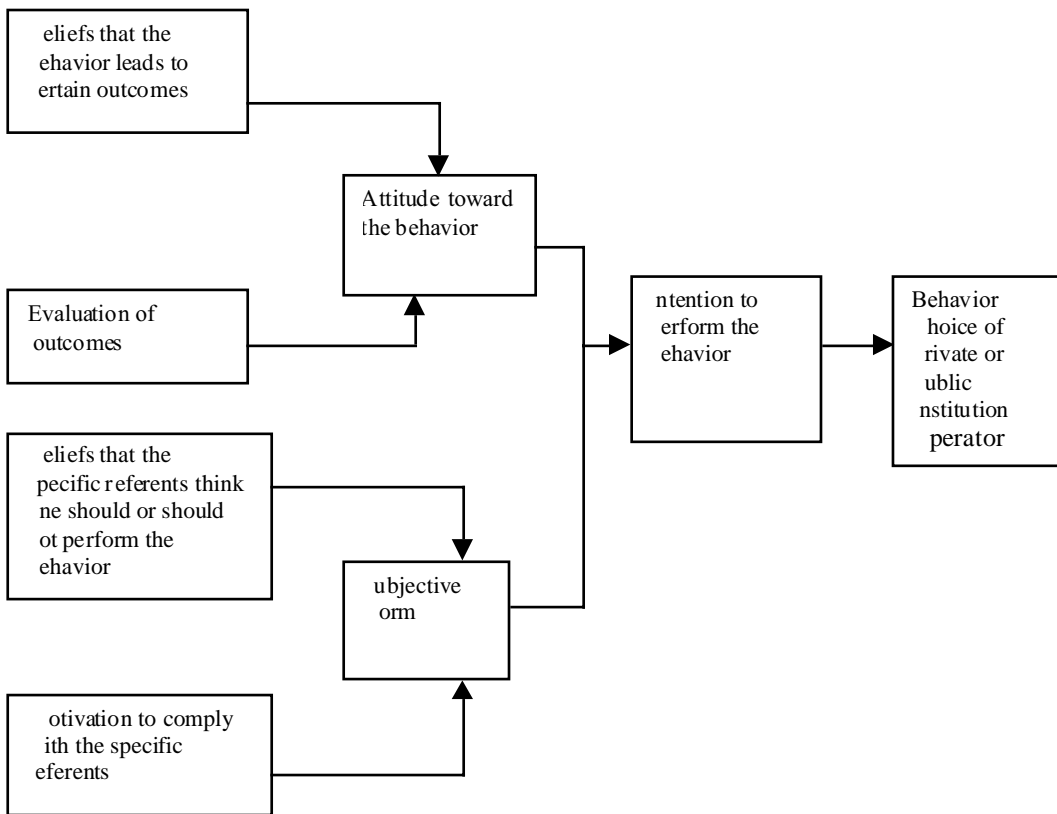 eliefs that the
ehavior leads to
ertain outcomes
Attitude toward
the behavior
Evaluation of
outcomes
ntention to
erform the
ehavior
Behavior
hoice of
rivate or
ublic
nstitution
perator
eliefs that the
pecific referents think
ne should or should
ot perform the
ehavior
ubjective
orm
otivation to comply
ith the specific
eferents